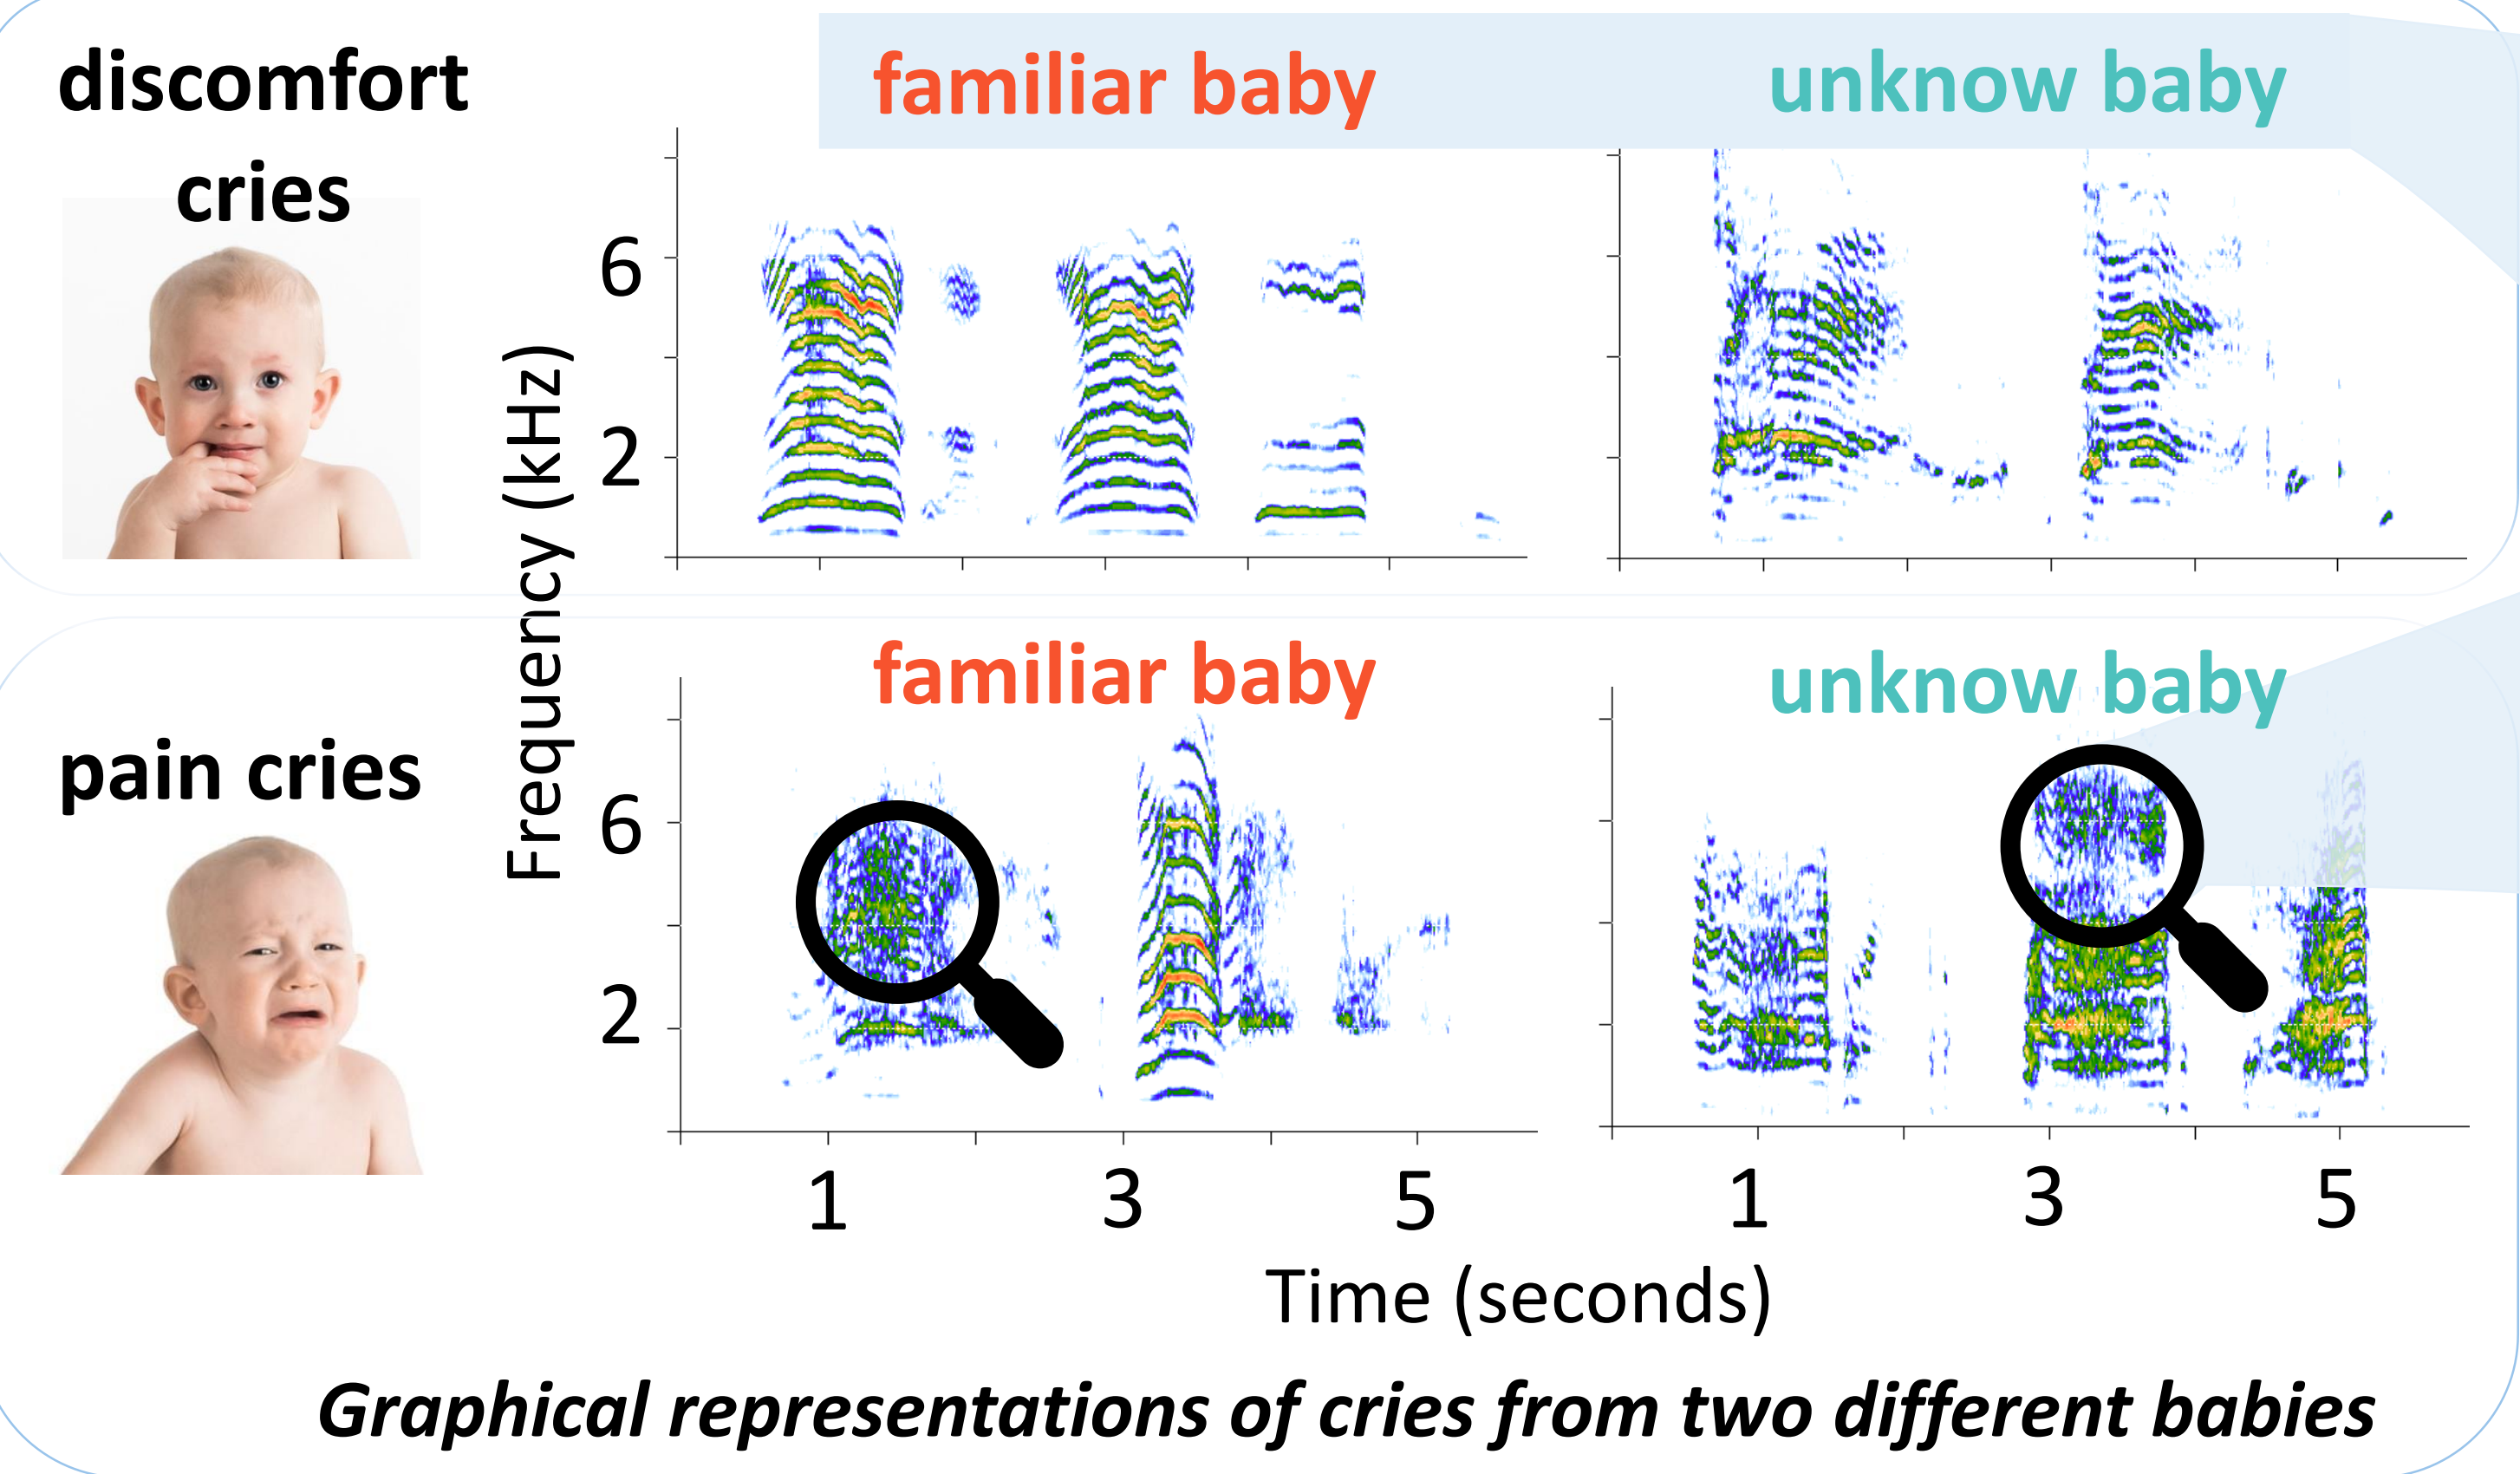 discomfort
cries
familiar baby
unknow baby
6
2
Frequency (kHz)
pain cries
familiar baby
unknow baby
6
2
1
3
5
1
3
5
Time (seconds)
Graphical representations of cries from two different babies